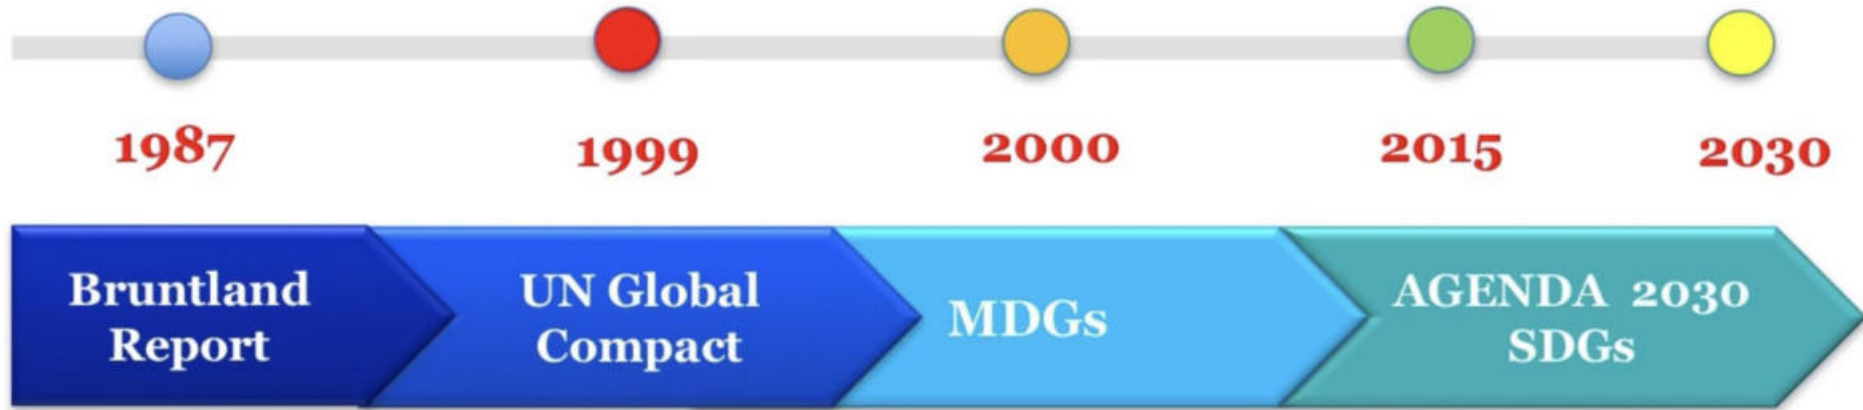 1987
1999
2000
2015
2030
Bruntland
Report
UN Global
Compact
MDGs
AGENDA 2030
SDGs